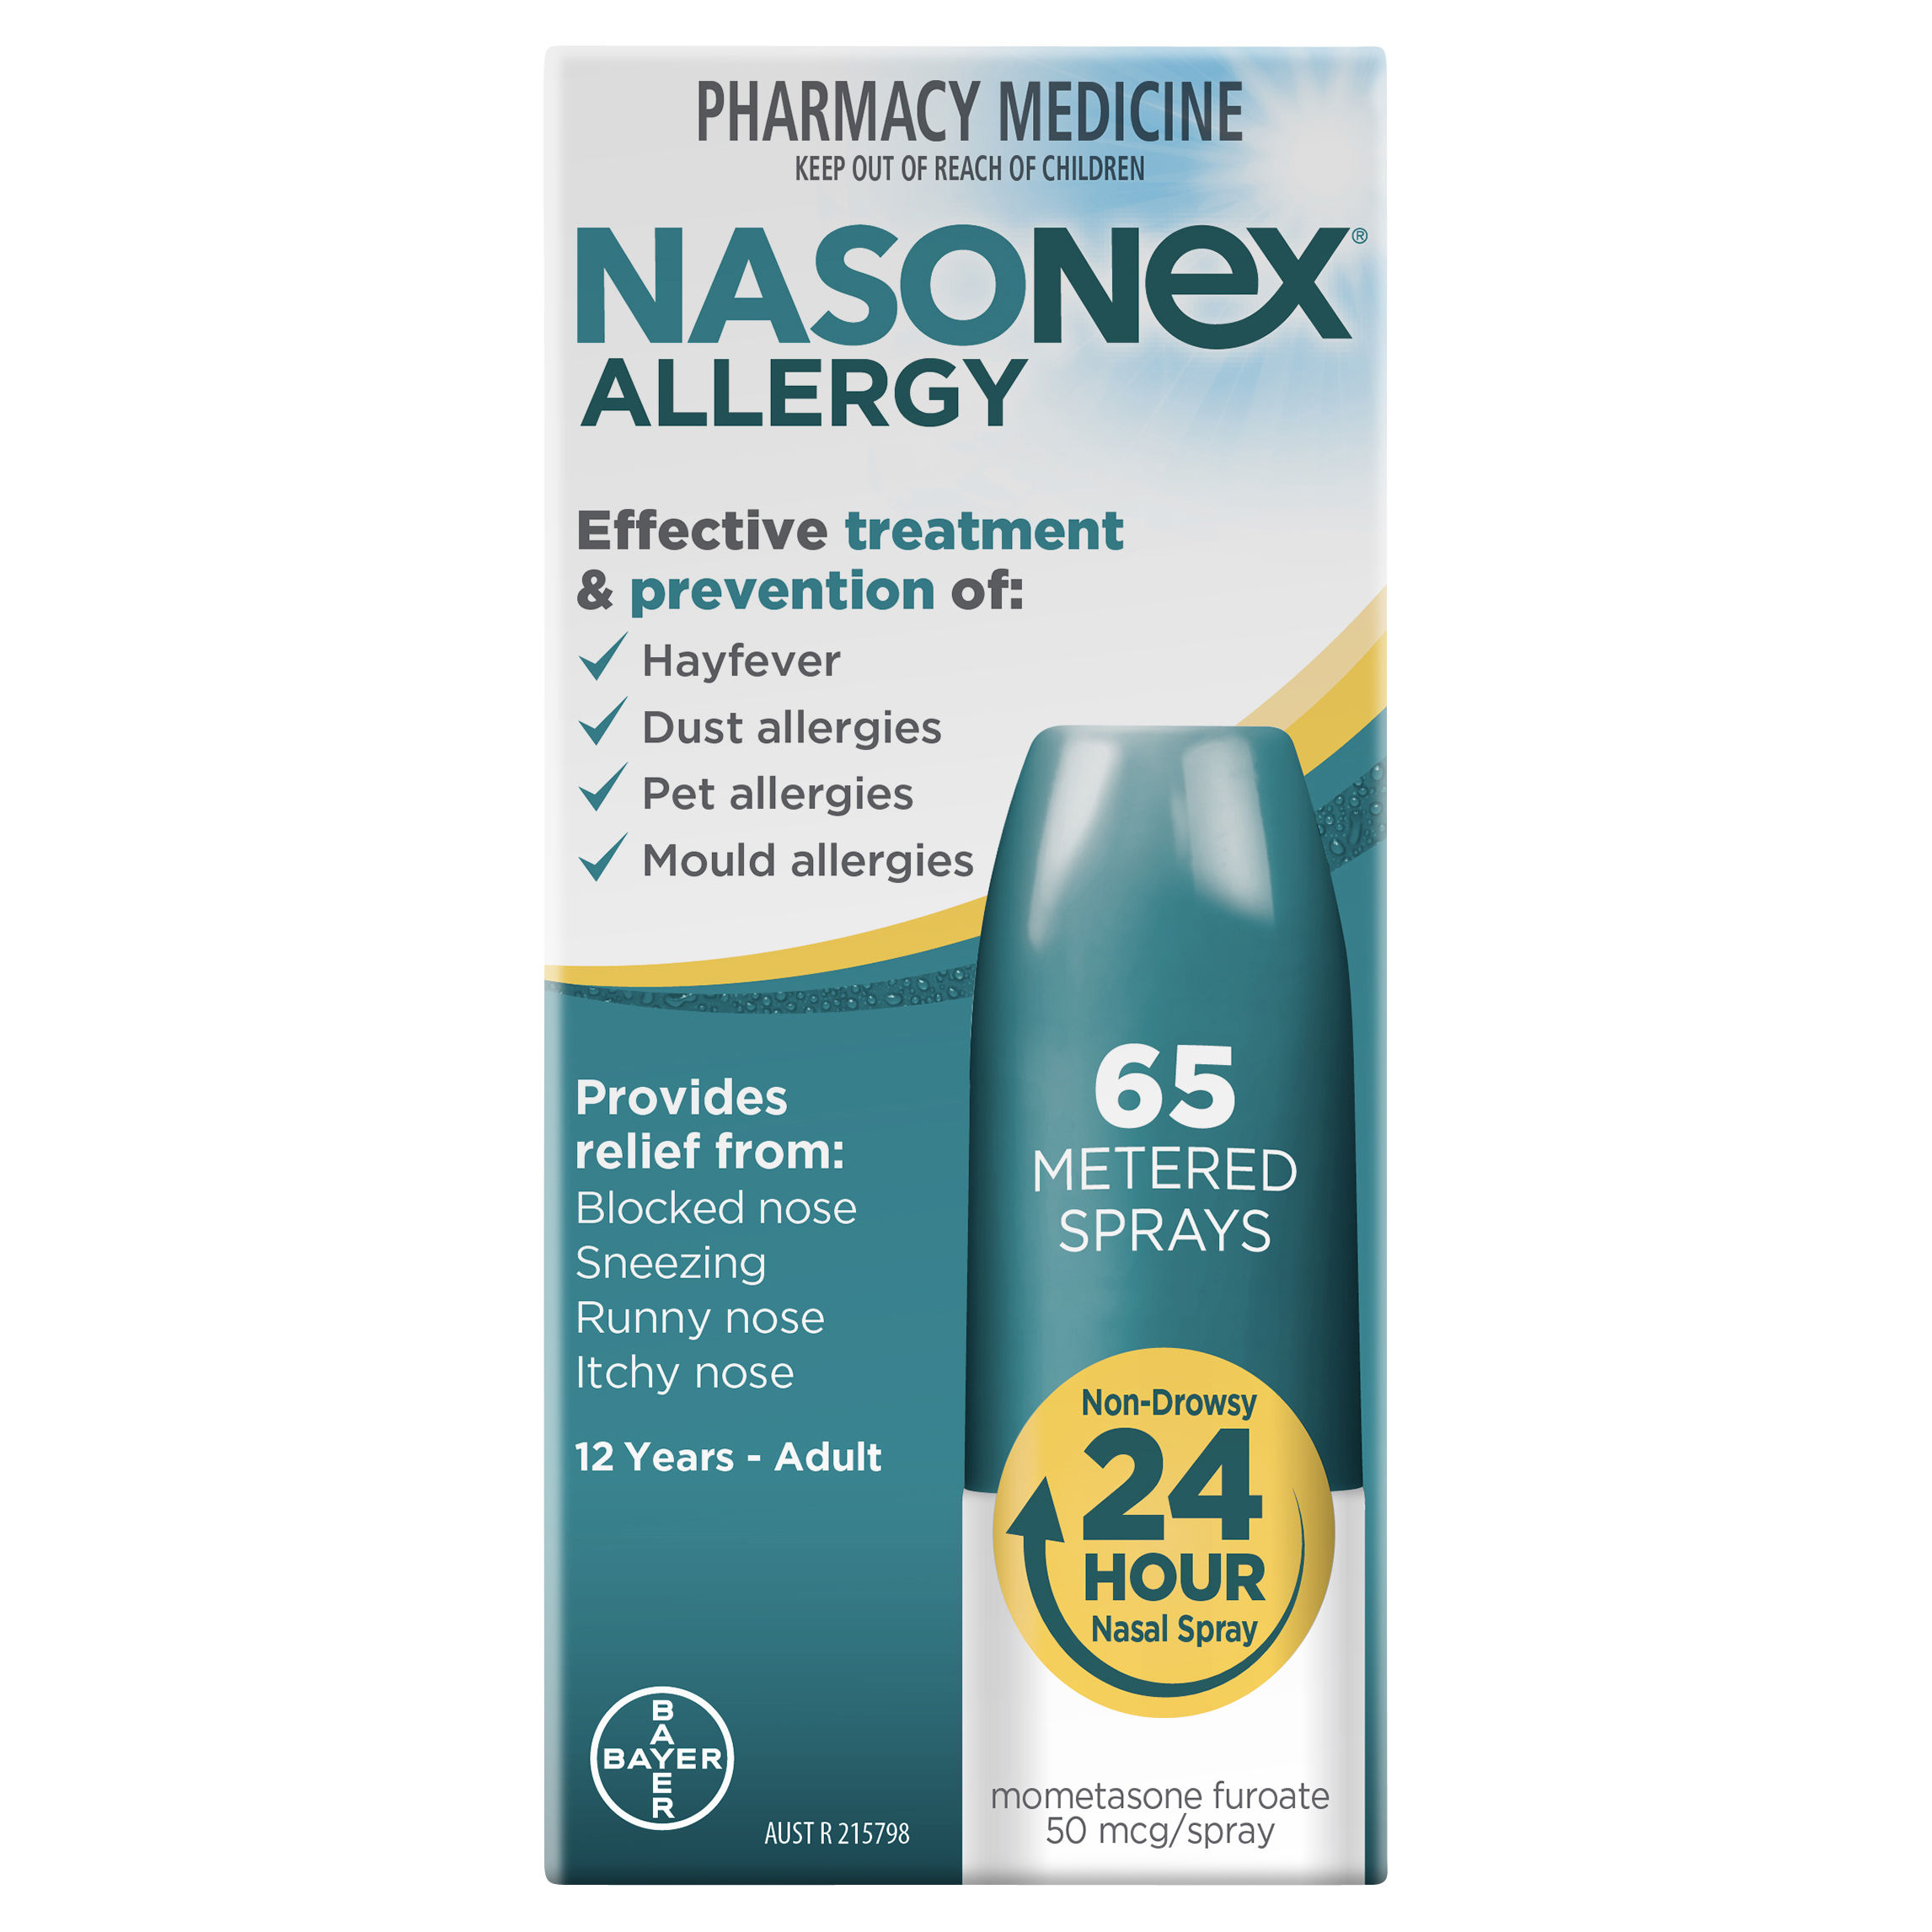 PHARMACY MEDICINE
KEEP OUT OF REACH OF CHILDREN
NASONEX®
ALLERGY
Effective treatment
& prevention of:
Hayfever
Dust allergies
Pet allergies
Mould allergies
65
METERED
SPRAYS
Provides
relief from:
Blocked nose
Sneezing
Runny nose
Itchy nose
12 Years - Adult
Non-Drowsy
24
HOUR
Nasal Spray
BAYER
BAYER
AUST R 215798
mometasone furoate
50 mcg/spray